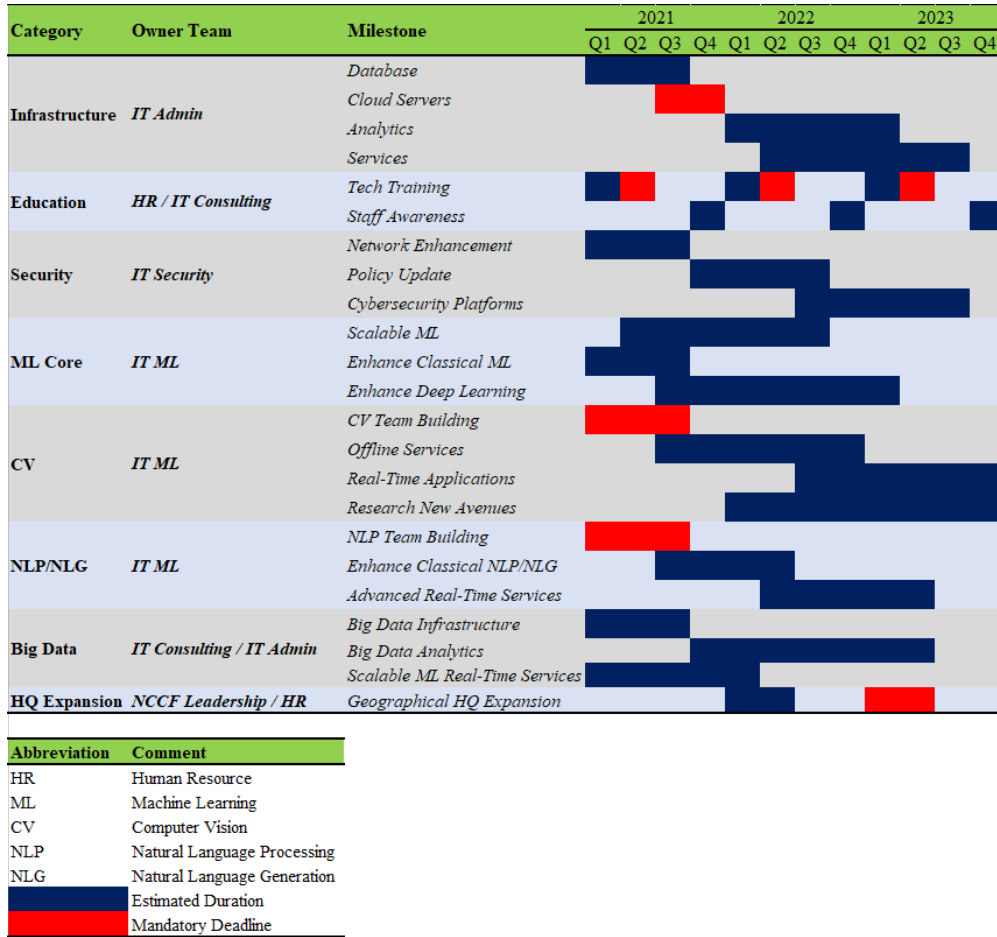 Category Owner Team Milestone 2021 2022 2023
Q1 Q2 Q3 Q4 Q1 Q2 Q3 Q4 Q1 Q2 Q3 Q4
Infrastructure IT Admin
Database
Cloud Servers
Analytics
Services
Education HR / IT Consulting
Tech Training
Staff Awareness
Security IT Security
Network Enhancement
Policy Update
Cybersecurity Platforms
ML Core IT ML
Scalable ML
Enhance Classical ML
Enhance Deep Learning
CV IT ML
CV Team Building
Offline Services
Real-Time Applications
Research New Avenues
NLP/NLG IT ML
NLP Team Building
Enhance Classical NLP/NLG
Advanced Real-Time Services
Big Data IT Consulting / IT Admin
Big Data Infrastructure
Big Data Analytics
Scalable ML Real-Time Services
HQ Expansion NCCF Leadership / HR Geographical HQ Expansion
Abbreviation Comment
HR Human Resource
ML Machine Learning
CV Computer Vision
NLP Natural Language Processing
NLG Natural Language Generation
Estimated Duration
Mandatory Deadline